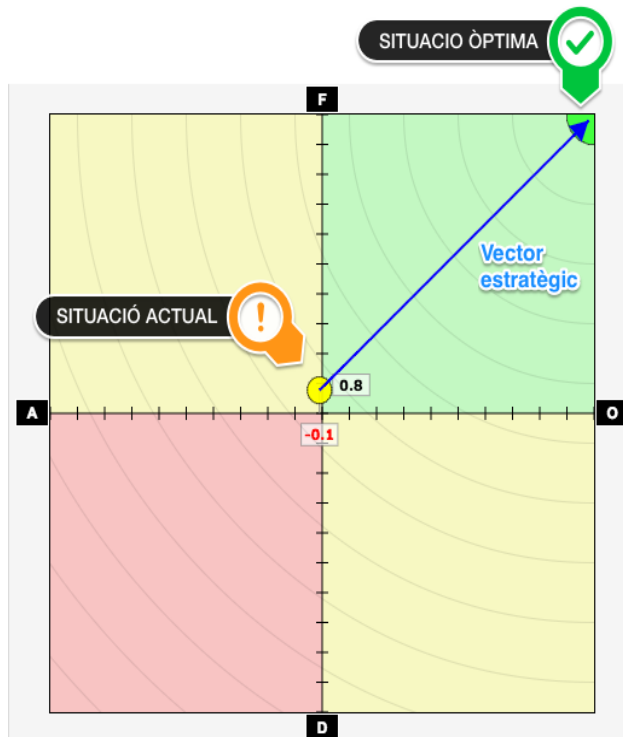 SITUACIO ÒPTIMA
F
Vector
estratègic
SITUACIÓ ACTUAL
!
0.8
A
O
-0.1
D